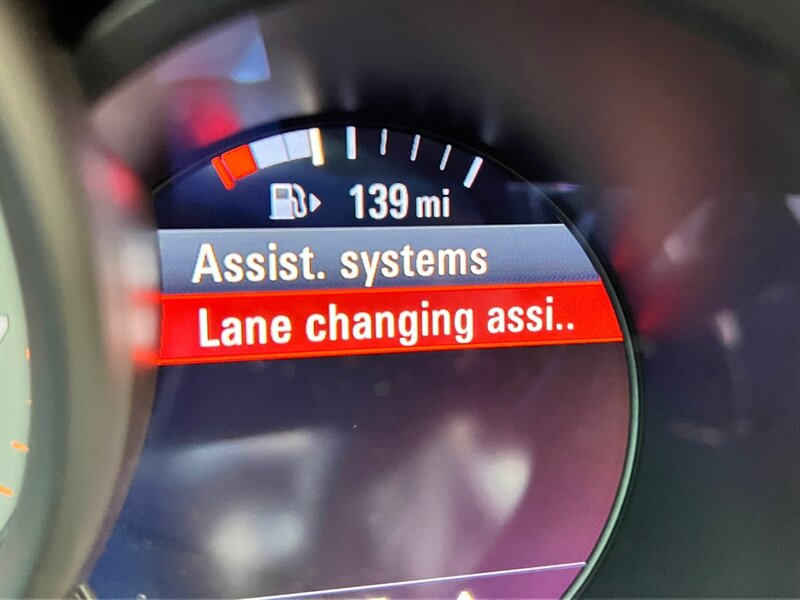 139 mi
Assist. systems
Lane changing assi..